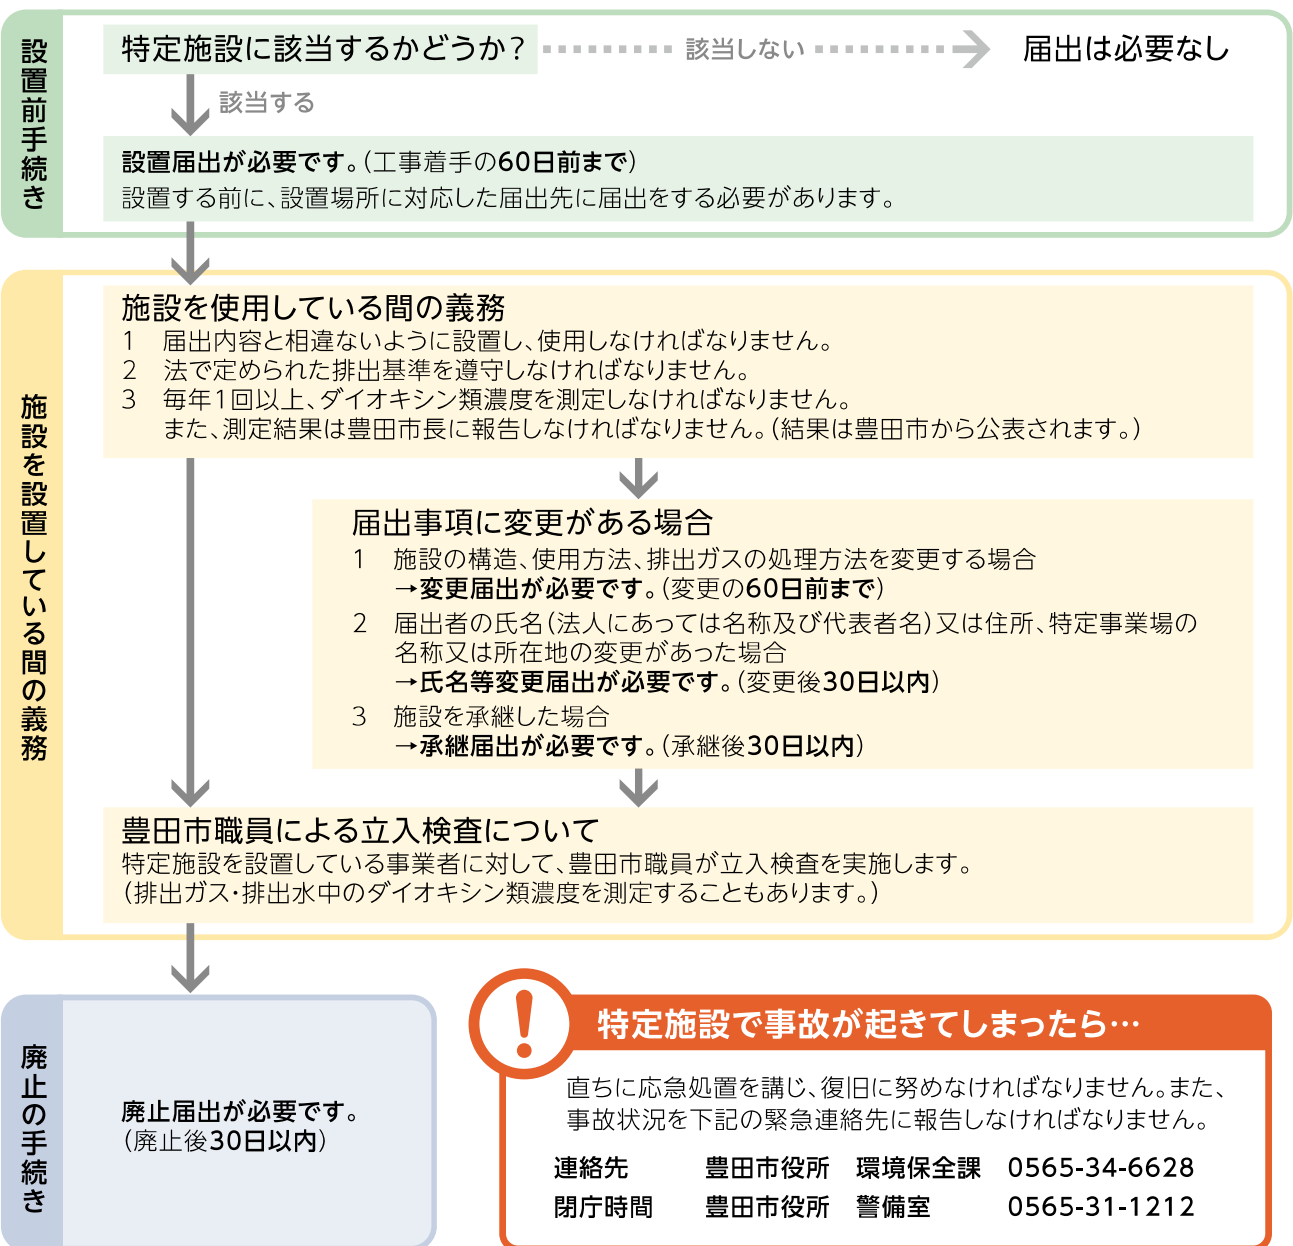 設置前手続き
特定施設に該当するかどうか？
該当しない
届出は必要なし
該当する
設置届出が必要です。（工事着手の60日前まで）
設置する前に、設置場所に対応した届出先に届出をする必要があります。
施設を設置している間の義務
施設を使用している間の義務
1 届出内容と相違ないように設置し、使用しなければなりません。
2 法で定められた排出基準を遵守しなければなりません。
3 毎年1回以上、ダイオキシン類濃度を測定しなければなりません。
また、測定結果は豊田市長に報告しなければなりません。（結果は豊田市から公表されます。）
届出事項に変更がある場合
1 施設の構造、使用方法、排出ガスの処理方法を変更する場合
→変更届出が必要です。（変更の60日前まで）
2 届出者の氏名（法人にあっては名称及び代表者名）又は住所、特定事業場の
名称又は所在地の変更があった場合
→氏名等変更届出が必要です。（変更後30日以内）
3 施設を承継した場合
→承継届出が必要です。（承継後30日以内）
豊田市職員による立入検査について
特定施設を設置している事業者に対して、豊田市職員が立入検査を実施します。
（排出ガス・排出水中のダイオキシン類濃度を測定することもあります。）
廃止の手続き
廃止届出が必要です。
（廃止後30日以内）
!
特定施設で事故が起きてしまったら…
直ちに応急処置を講じ、復旧に努めなければなりません。また、
事故状況を下記の緊急連絡先に報告しなければなりません。
連絡先 豊田市役所 環境保全課 0565-34-6628
閉庁時間 豊田市役所 警備室 0565-31-1212